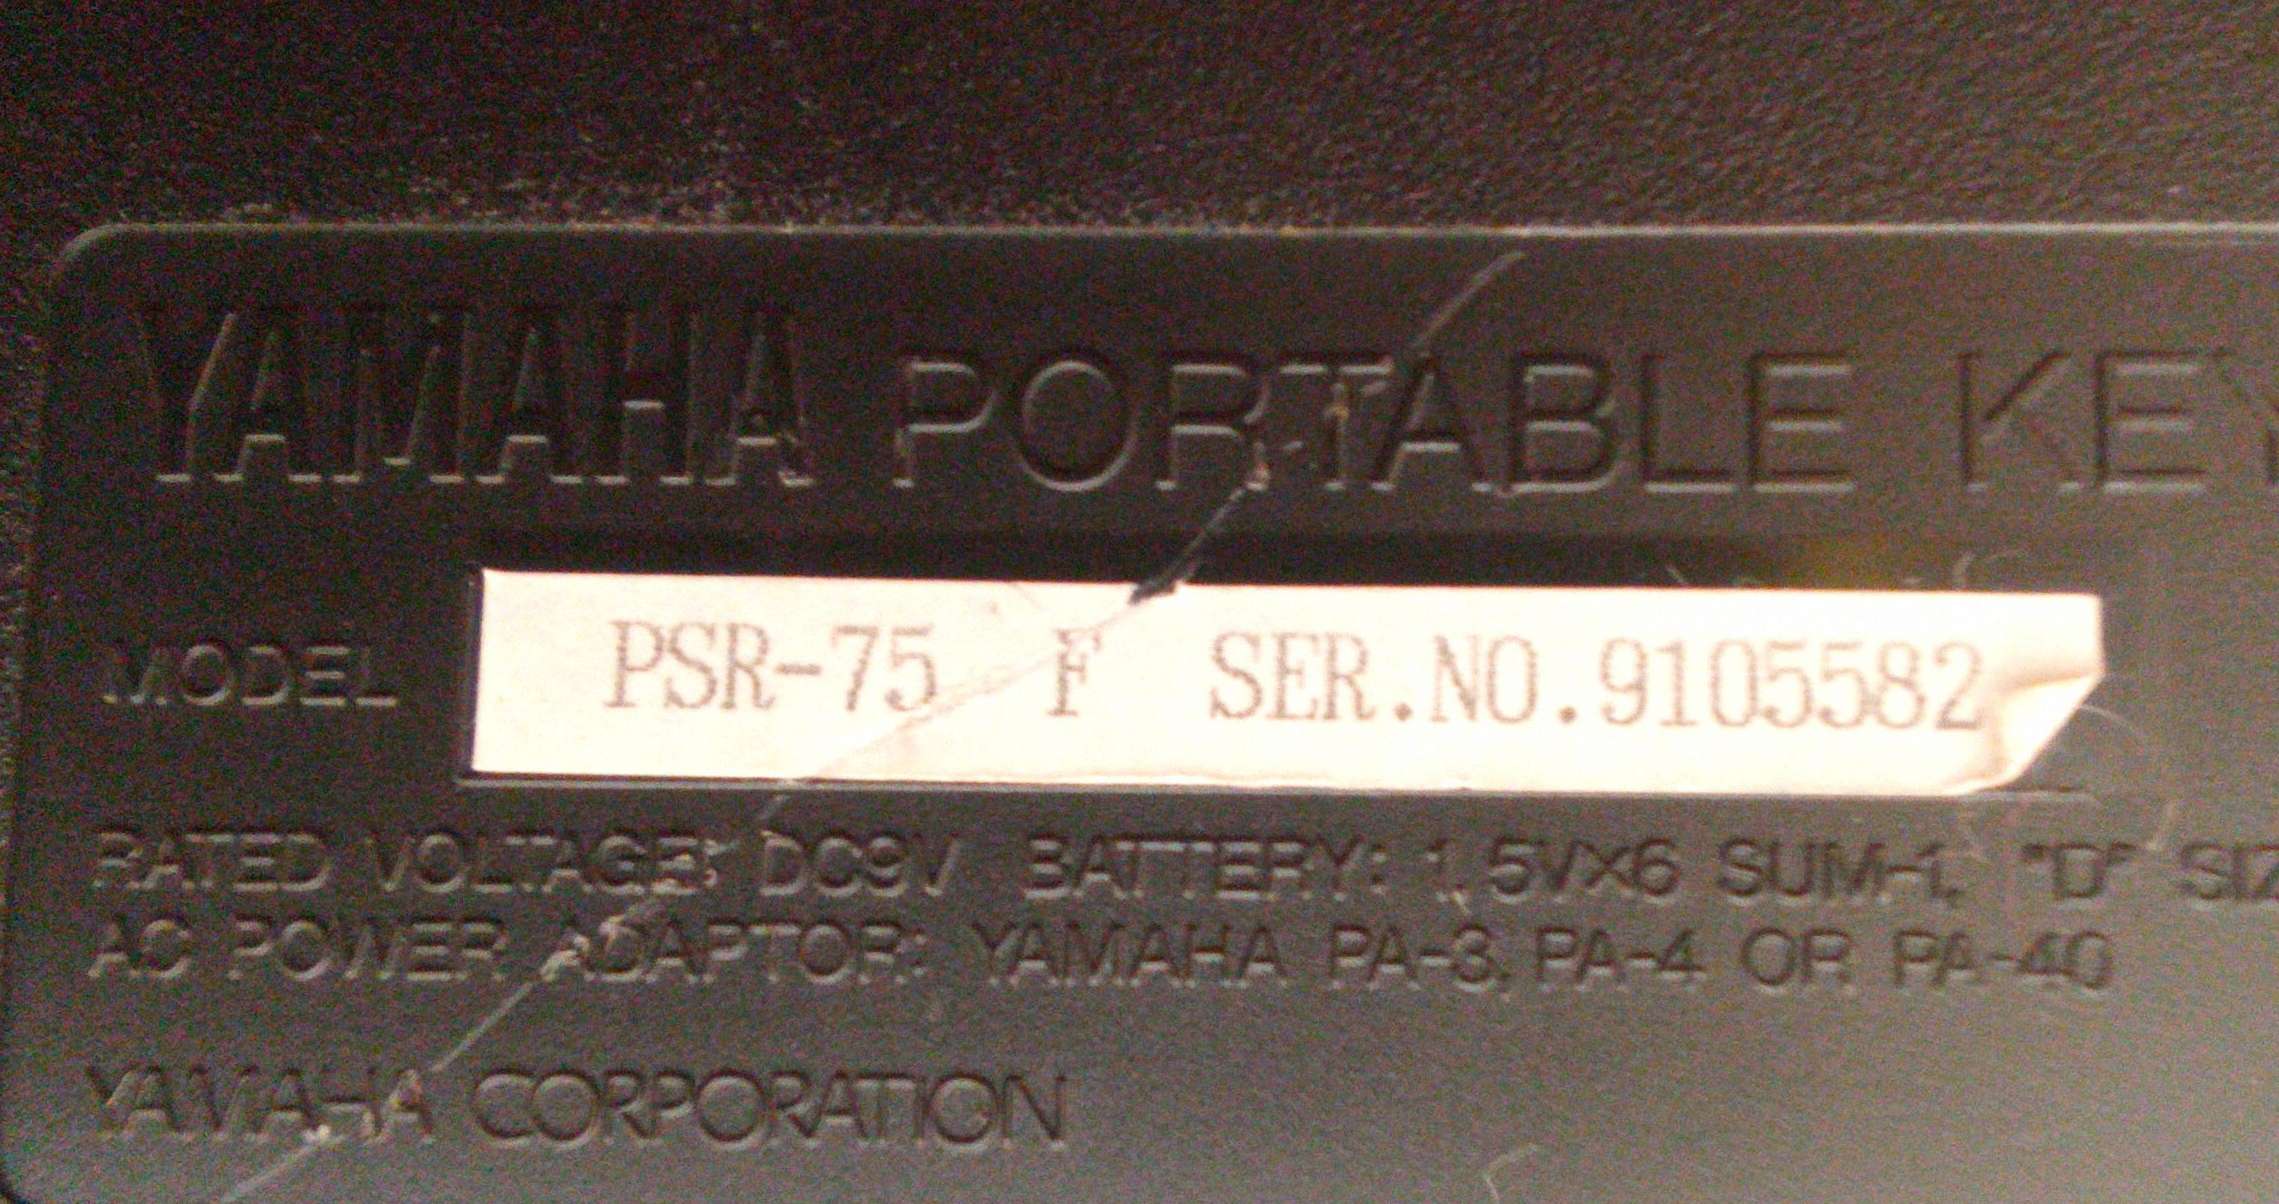 YAMAHA PORTABLE KEY
MODEL PSR-75 F SER.NO.9105582
RATED VOLTAGE: DC9V BATTERY: 1.5V×6 SUM-1, "D" SIZ
AC POWER ADAPTOR: YAMAHA PA-3, PA-4 OR PA-40
YAMAHA CORPORATION